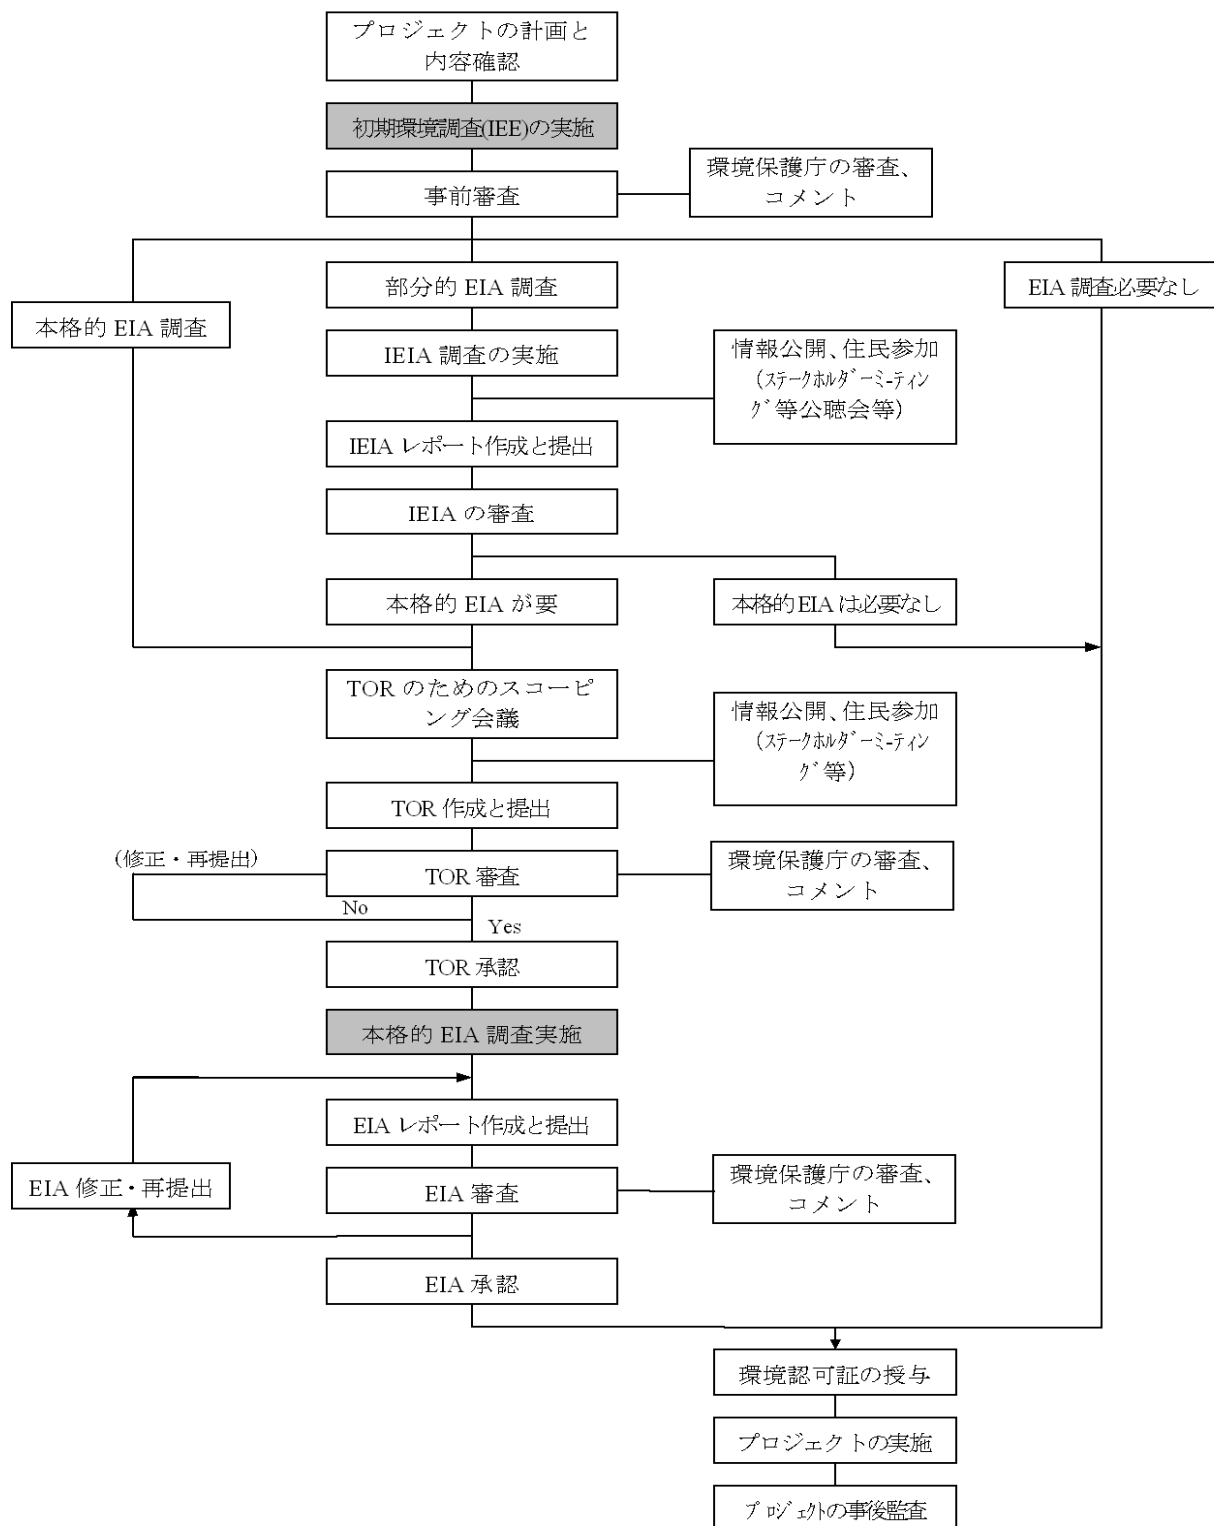 プロジェクトの計画と
内容確認
初期環境調査(IEE)の実施
事前審査
環境保護庁の審査、
コメント
部分的 EIA 調査
EIA 調査必要なし
本格的 EIA 調査
IEIA 調査の実施
情報公開、住民参加
（ステークホルダーミーティン
グ等公聴会等）
IEIA レポート作成と提出
IEIA の審査
本格的 EIA が要
本格的 EIA は必要なし
TOR のためのスコーピ
ング会議
情報公開、住民参加
（ステークホルダーミーティン
グ等）
TOR 作成と提出
（修正・再提出）
TOR 審査
環境保護庁の審査、
コメント
No
Yes
TOR 承認
本格的 EIA 調査実施
EIA レポート作成と提出
EIA 修正・再提出
EIA 審査
環境保護庁の審査、
コメント
EIA 承認
環境認可証の授与
プロジェクトの実施
プロジェクトの事後監査